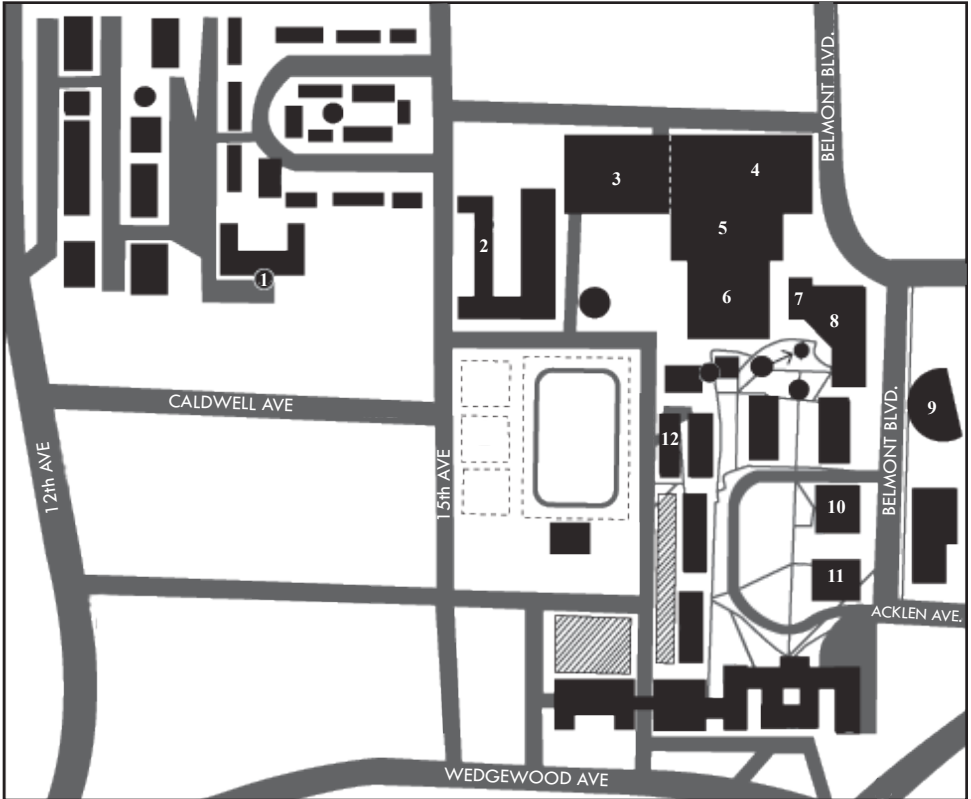 BELMONT BLVD.
3
4
5
2
1
6
7
8
CALDWELL AVE
9
BELMONT BLVD.
12
12th AVE
15th AVE
10
11
ACKLEN AVE.
WEDGEWOOD AVE